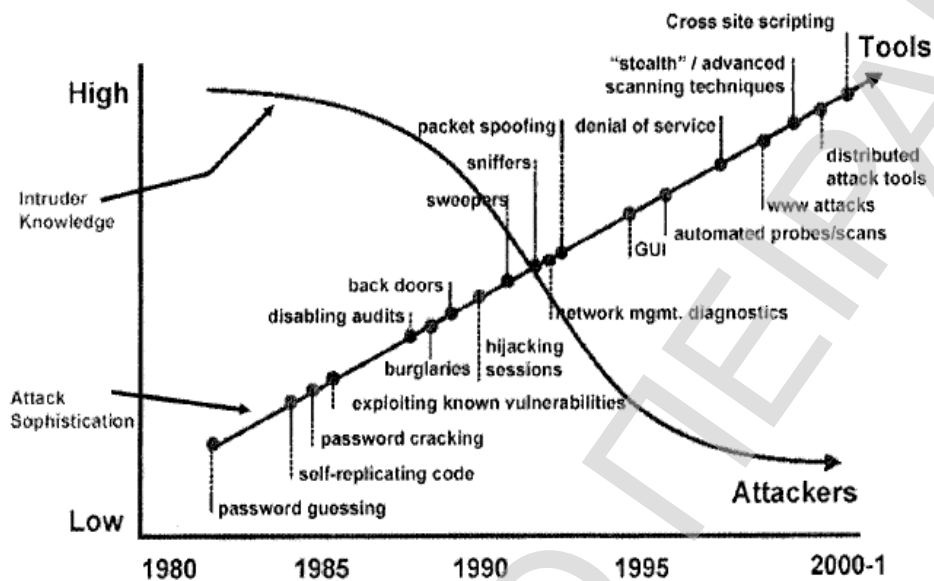 Cross site scripting
Tools
"stealth" / advanced
scanning techniques
High
packet spoofing
denial of service
sniffers
distributed
attack tools
Intruder
Knowledge
sweepers
www attacks
automated probes/scans
GUI
back doors
disabling audits
network mgmt. diagnostics
hijacking
sessions
burglaries
Attack
Sophistication
exploiting known vulnerabilities
password cracking
self-replicating code
Attackers
password guessing
Low
1980
1985
1990
1995
2000-1
ΠΕΙΡΑ